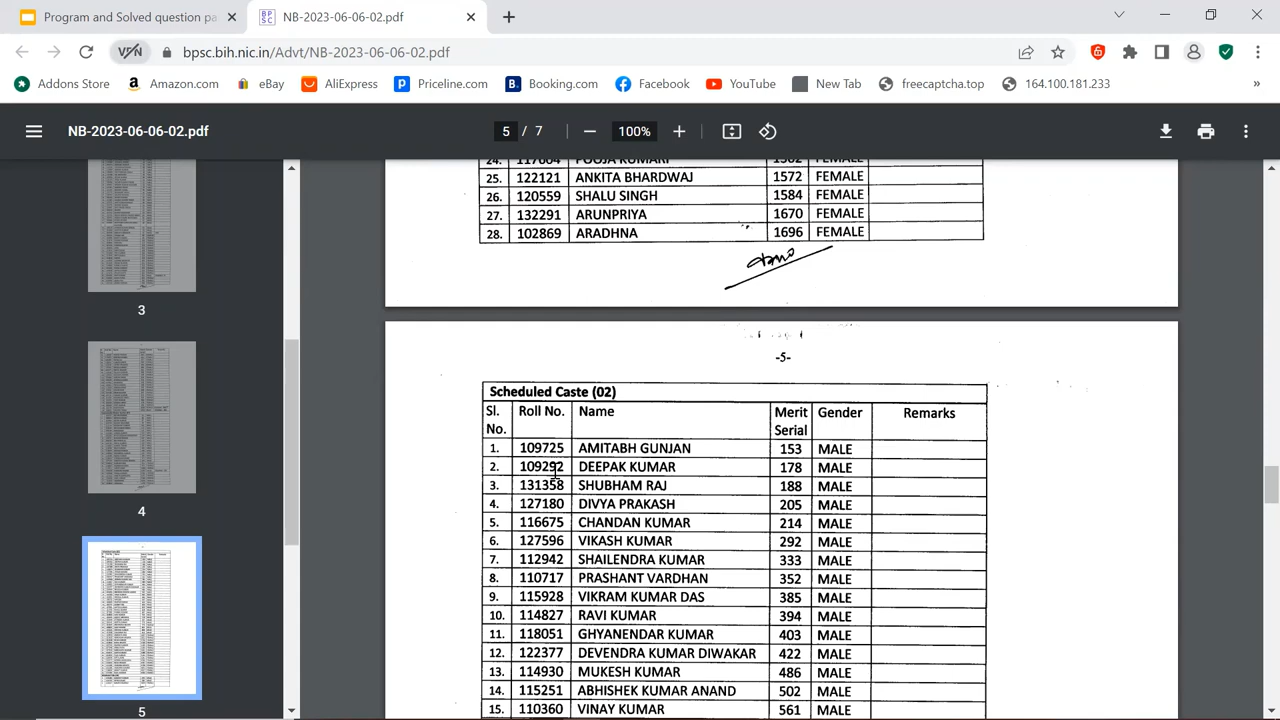 Program and Solved question pa
NB-2023-06-06-02.pdf
bpsc.bih.nic.in/Advt/NB-2023-06-06-02.pdf
Addons Store Amazon.com eBay AliExpress Priceline.com Booking.com Facebook YouTube New Tab freecaptcha.top 164.100.181.233 »
NB-2023-06-06-02.pdf 5 / 7 100%
3
4
5
24. FEMALE
25. 122121 ANKITA BHARDWAJ 1572 FEMALE
26. SHALU SINGH 1584 FEMALE
27. 132291 ARUNPRIYA 1670 FEMALE
28. 102869 ARADHNA 1696 FEMALE
-5-
Scheduled Caste (02)
Sl. No. Roll No. Name Merit Serial Gender Remarks
1. AMITABH GUNJAN 153 MALE
2. DEEPAK KUMAR 178 MALE
3. 131358 SHUBHAM RAJ 188 MALE
4. 127180 DIVYA PRAKASH 205 MALE
5. 116675 CHANDAN KUMAR 214 MALE
6. 127596 VIKASH KUMAR 292 MALE
7. SHAILENDRA KUMAR 333 MALE
8. PRASHANT VARDHAN 352 MALE
9. VIKRAM KUMAR DAS 385 MALE
10. RAVI KUMAR 394 MALE
11. SHYANENDAR KUMAR 403 MALE
12. 122377 DEVENDRA KUMAR DIWAKAR 422 MALE
13. MUKESH KUMAR 486 MALE
14. 115251 ABHISHEK KUMAR ANAND 502 MALE
15. 110360 VINAY KUMAR 561 MALE